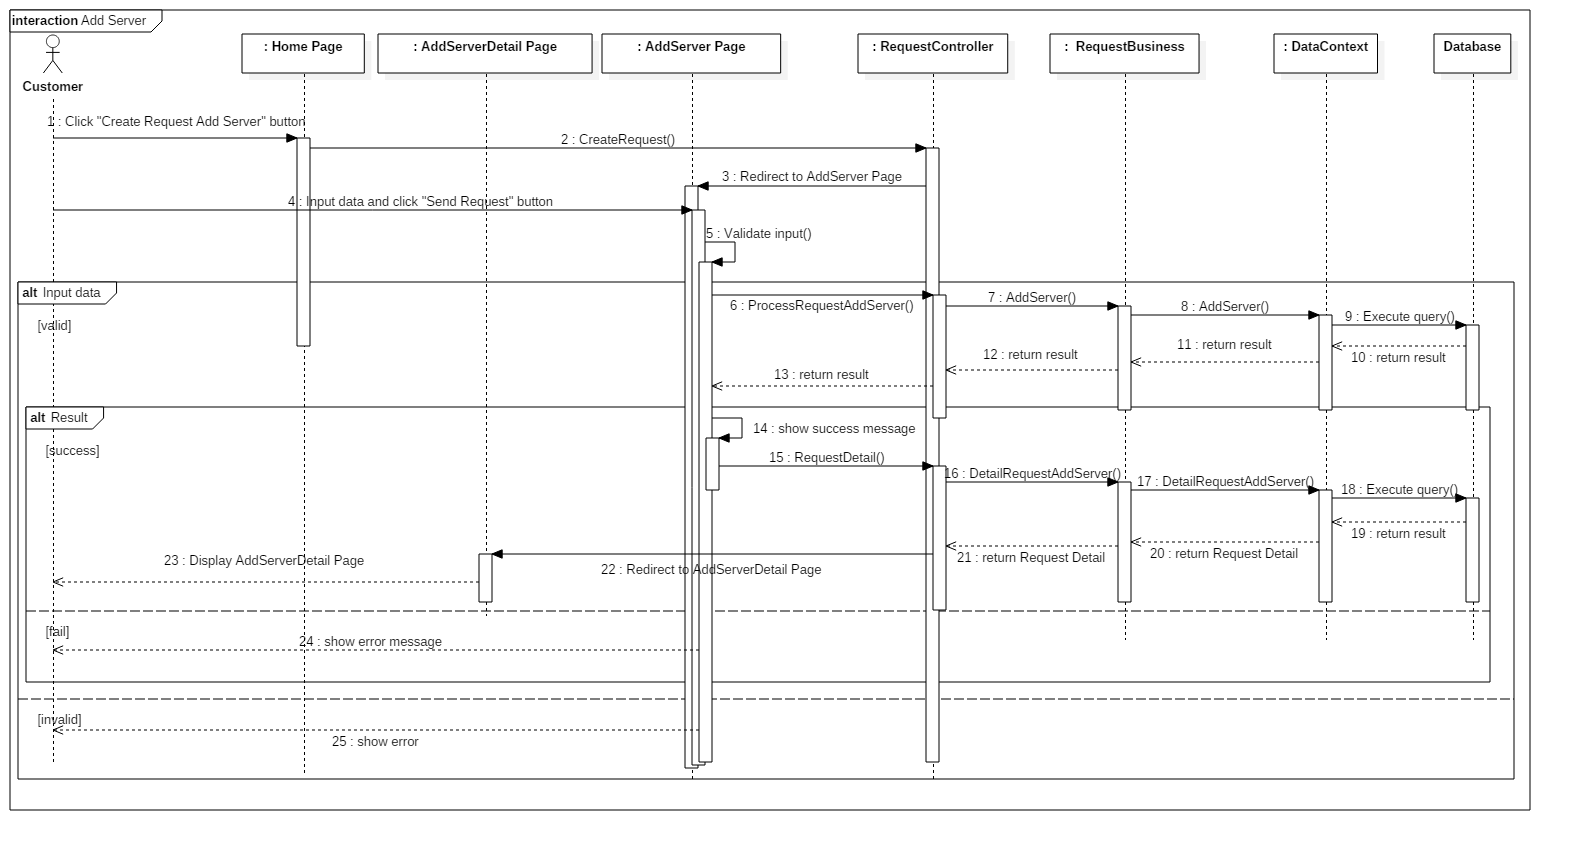 interaction Add Server
: Home Page
: AddServerDetail Page
: AddServer Page
: RequestController
: RequestBusiness
: DataContext
Database
Customer
1 : Click "Create Request Add Server" button
2 : CreateRequest()
3 : Redirect to AddServer Page
4 : Input data and click "Send Request" button
5 : Validate input()
alt Input data
[valid]
6 : ProcessRequestAddServer()
7 : AddServer()
8 : AddServer()
9 : Execute query()
10 : return result
11 : return result
12 : return result
13 : return result
alt Result
[success]
14 : show success message
15 : RequestDetail()
16 : DetailRequestAddServer()
17 : DetailRequestAddServer()
18 : Execute query()
19 : return result
20 : return Request Detail
21 : return Request Detail
22 : Redirect to AddServerDetail Page
23 : Display AddServerDetail Page
[fail]
24 : show error message
[invalid]
25 : show error